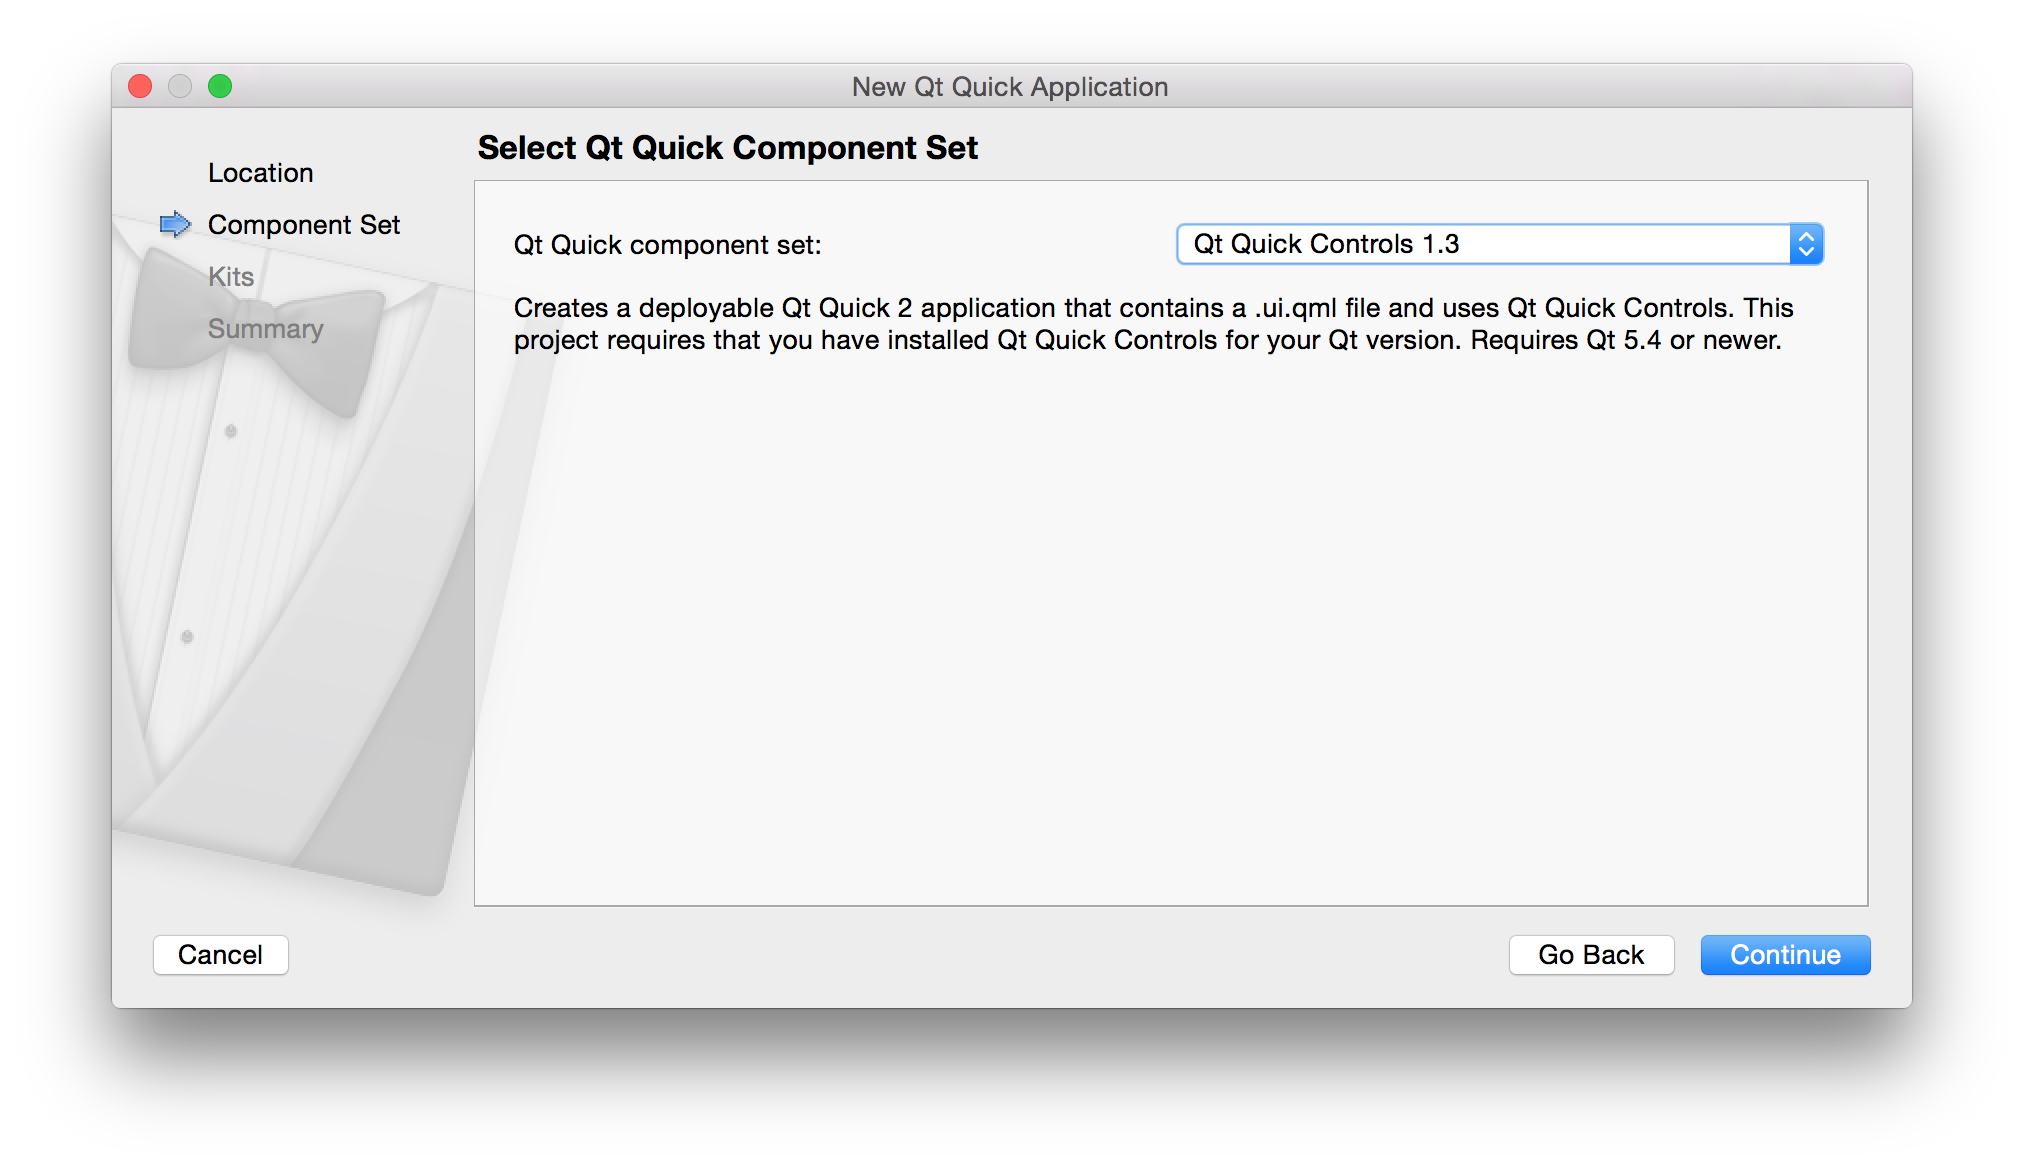 New Qt Quick Application
Location
Component Set
Kits
Summary
Select Qt Quick Component Set
Qt Quick component set:
Qt Quick Controls 1.3
Creates a deployable Qt Quick 2 application that contains a .ui.qml file and uses Qt Quick Controls. This
project requires that you have installed Qt Quick Controls for your Qt version. Requires Qt 5.4 or newer.
Cancel
Go Back
Continue